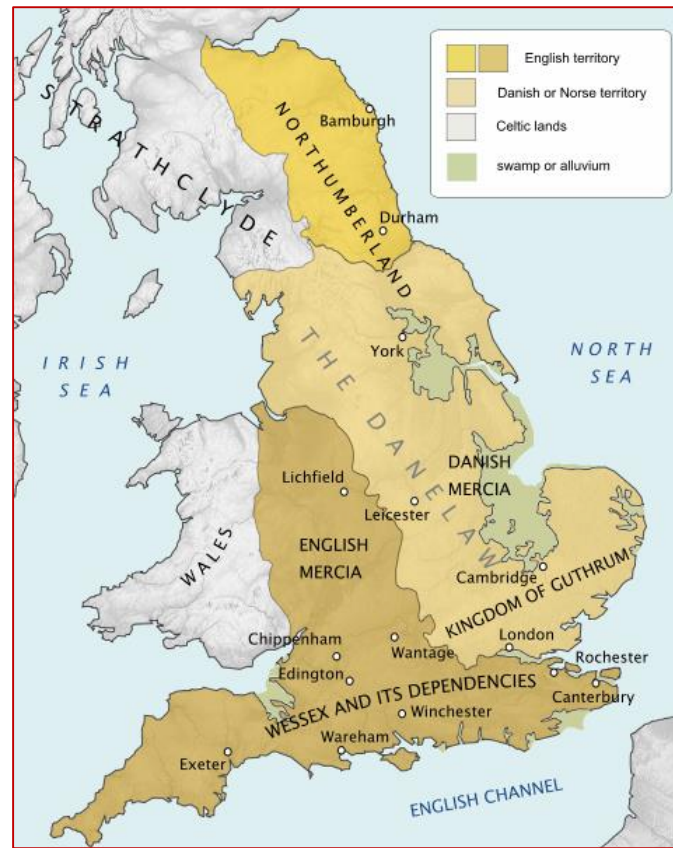 English territory
Danish or Norse territory
Celtic lands
swamp or alluvium
STRATHCLYDE
NORTHUMBERLAND
Bamburgh
Durham
York
IRISH
SEA
NORTH
SEA
THE DANELAW
DANISH
MERCIA
Lichfield
Leicester
ENGLISH
MERCIA
WALES
Cambridge
KINGDOM OF GUTHRUM
Chippenham
Wantage
London
Edington
Rochester
WESSEX AND ITS DEPENDENCIES
Canterbury
Winchester
Wareham
Exeter
ENGLISH CHANNEL